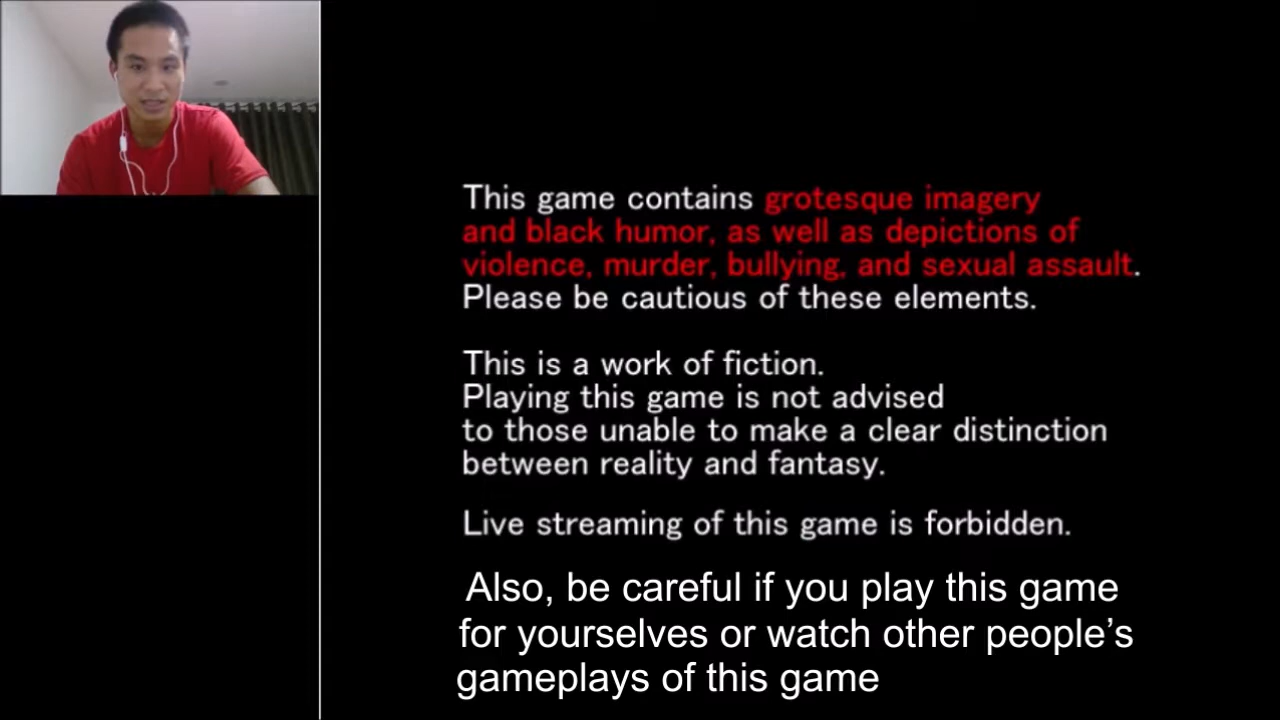 This game contains grotesque imagery
and black humor, as well as depictions of
violence, murder, bullying, and sexual assault.
Please be cautious of these elements.
This is a work of fiction.
Playing this game is not advised
to those unable to make a clear distinction
between reality and fantasy.
Live streaming of this game is forbidden.
Also, be careful if you play this game
for yourselves or watch other people’s
gameplays of this game